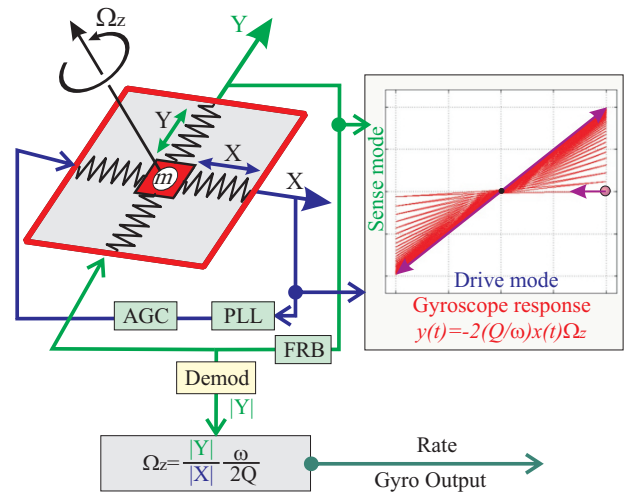 Ωz
Y
Y
X
m
X
AGC
PLL
FRB
Demod
|Y|
Ωz=|Y|/|X| ω/2Q
Rate
Gyro Output
Sense mode
Drive mode
Gyroscope response
y(t)=-2(Q/ω)x(t)Ωz